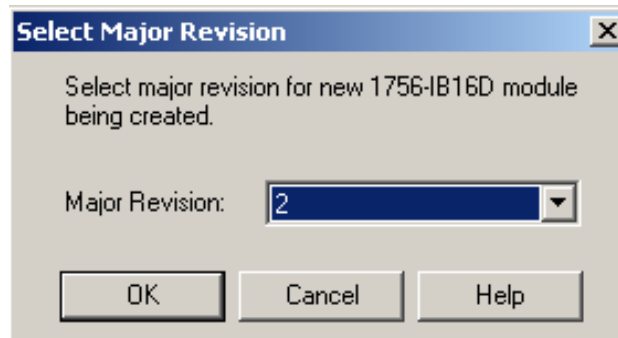 Select Major Revision
Select major revision for new 1756-IB16D module
being created.
Major Revision: 2
OK Cancel Help